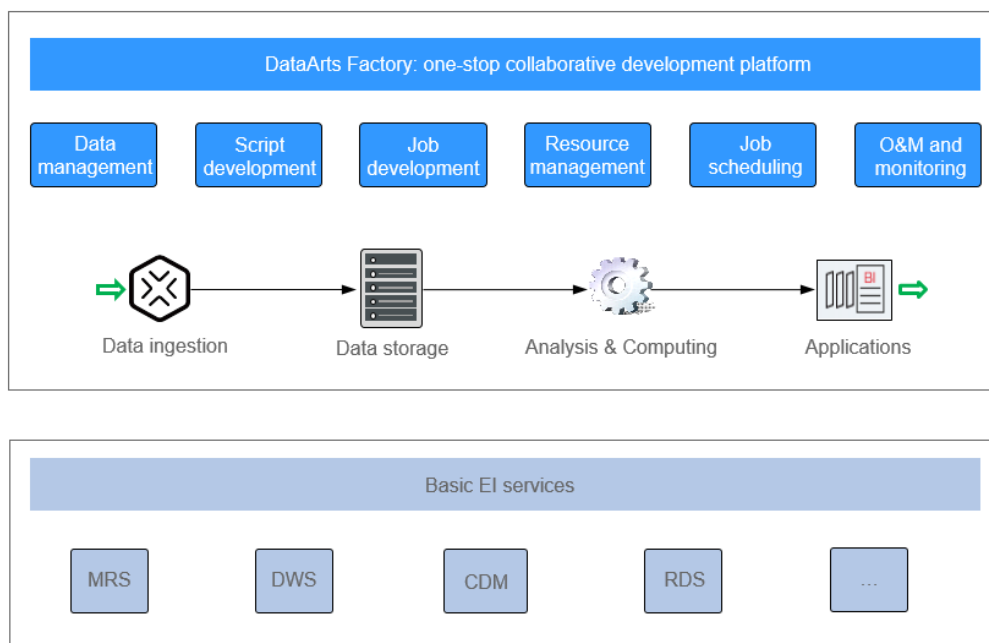 DataArts Factory: one-stop collaborative development platform
Data
management
Script
development
Job
development
Resource
management
Job
scheduling
O&M and
monitoring
BI
Data ingestion
Data storage
Analysis & Computing
Applications
Basic EI services
MRS
DWS
CDM
RDS
...